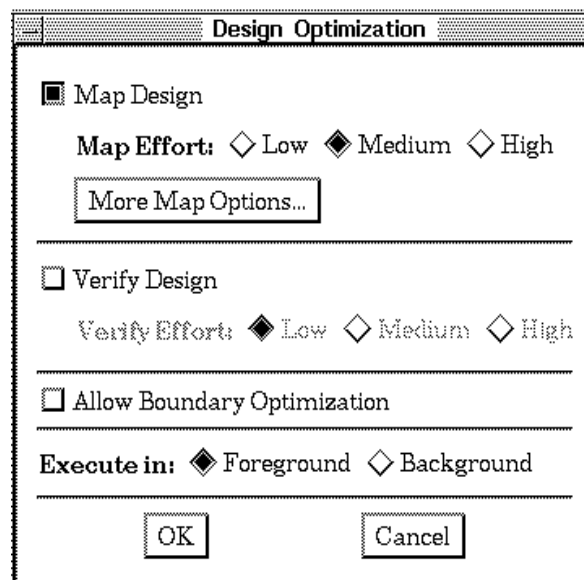 Design Optimization
Map Design
Map Effort: Low Medium High
More Map Options...
Verify Design
Verify Effort: Low Medium High
Allow Boundary Optimization
Execute in: Foreground Background
OK Cancel